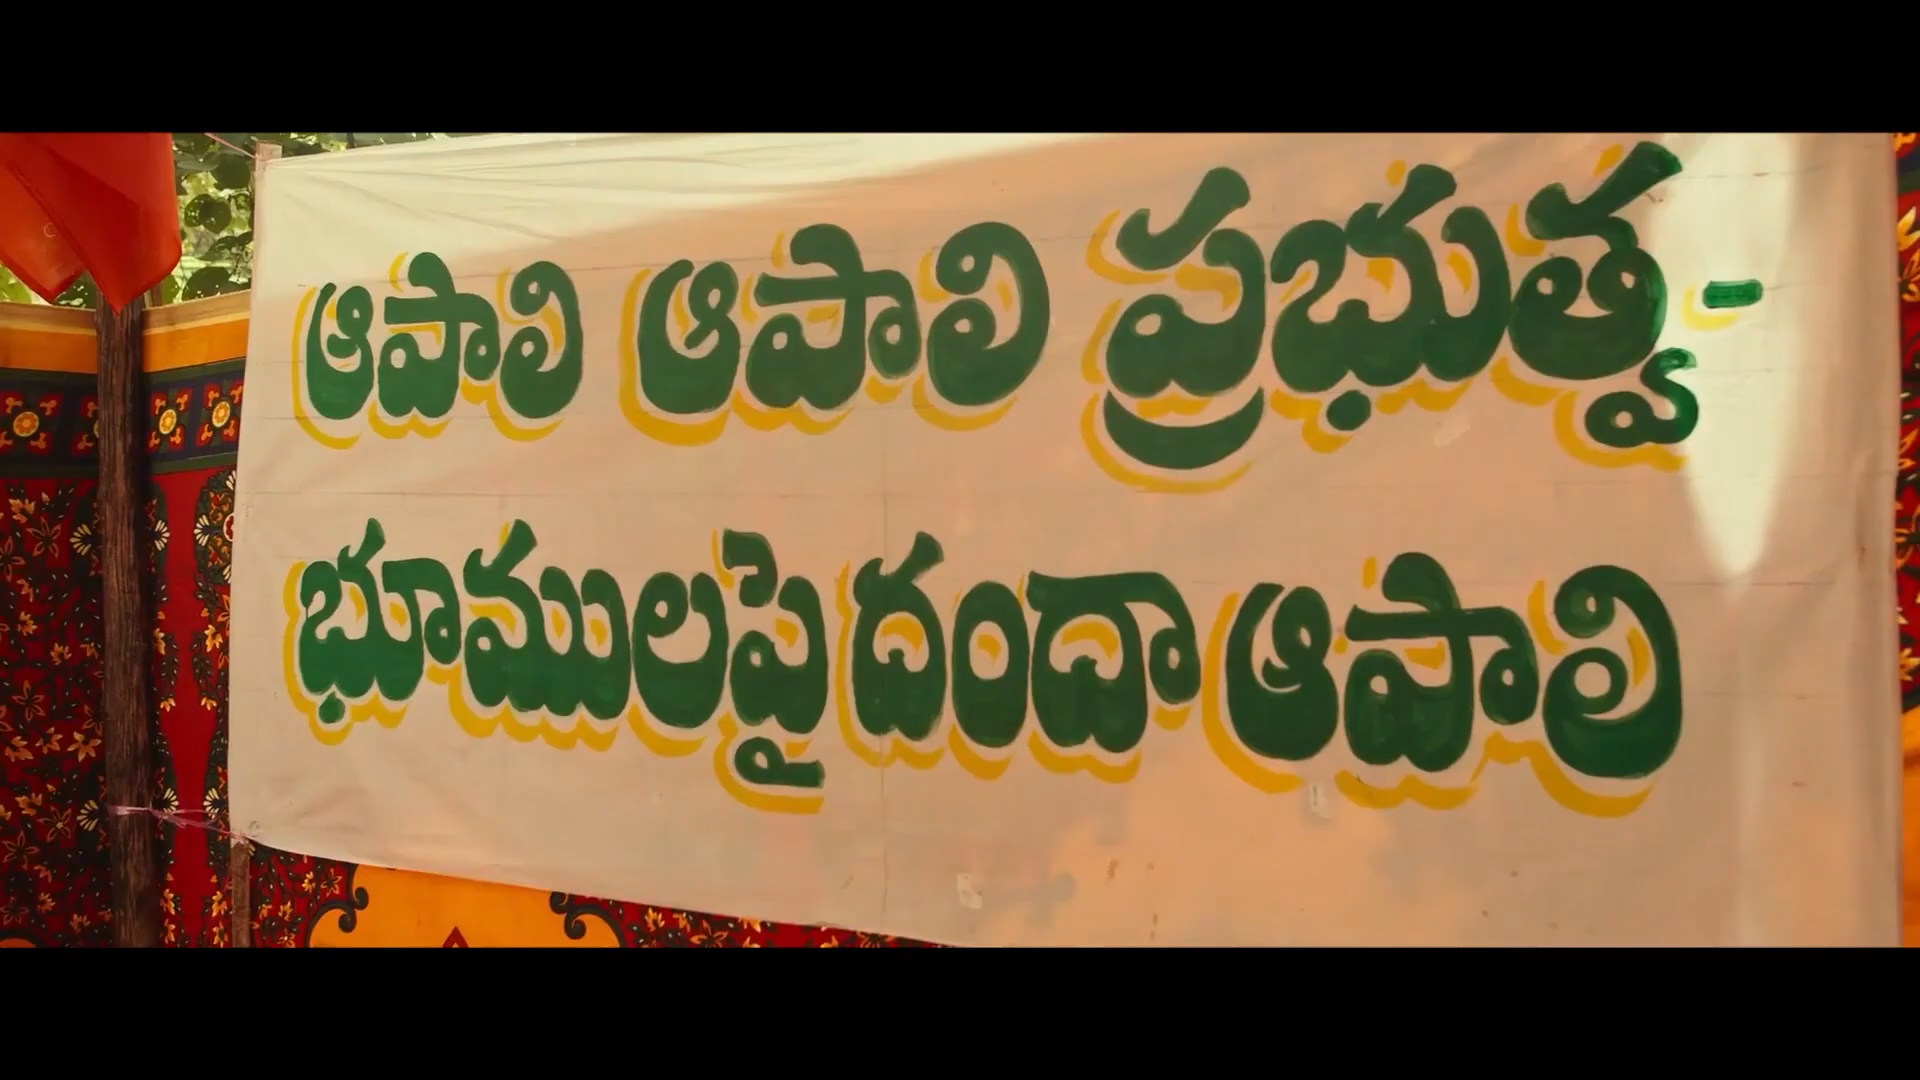 ఆపాలి ఆపాలి ప్రభుత్వ-
భూములపై దందా ఆపాలి